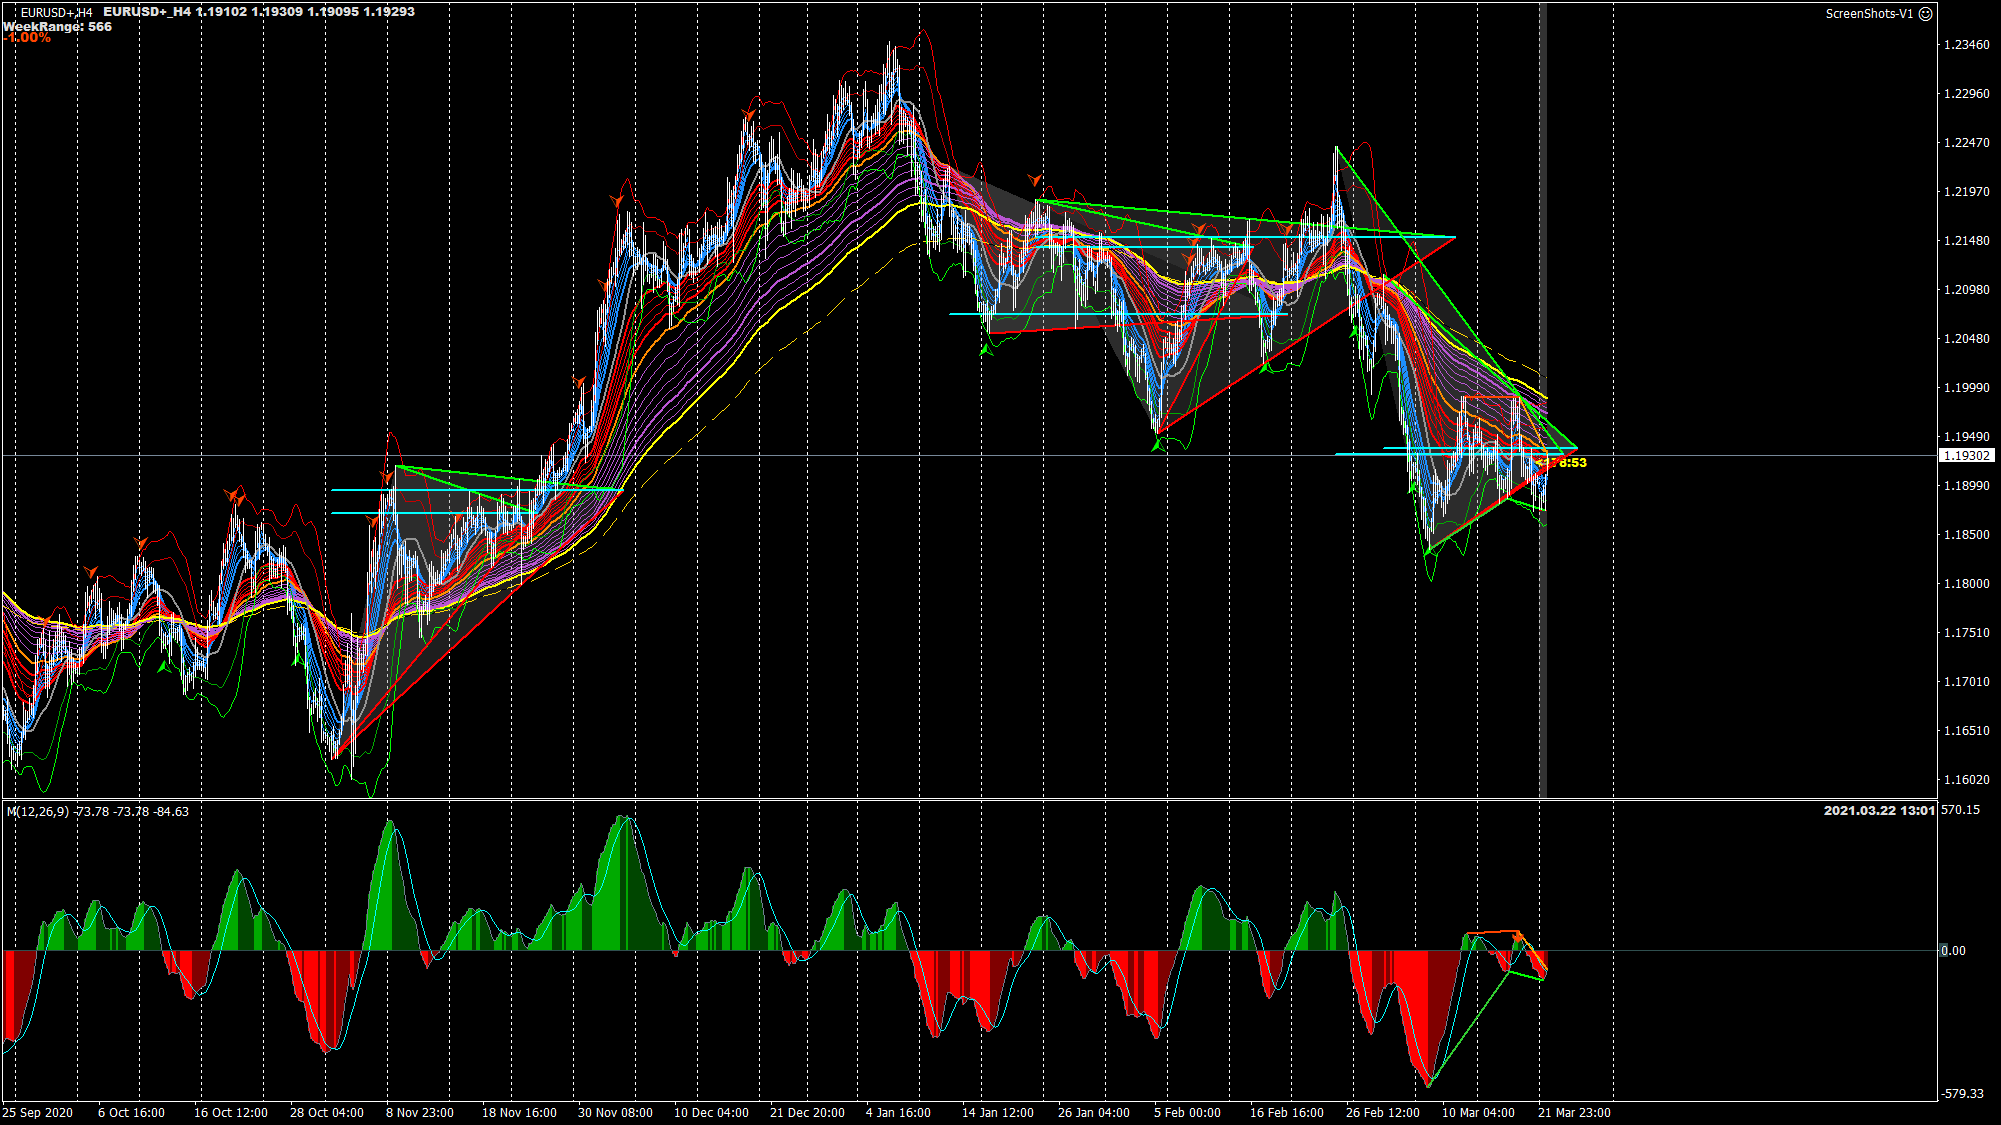 EURUSD+,H4 EURUSD+_H4 1.19102 1.19309 1.19095 1.19293
WeekRange: 566
-1.00%
ScreenShots-V1 ☺
1.23460
1.22960
1.22470
1.21970
1.21480
1.20980
1.20480
1.19990
1.19490
1.19302
1.18990
1.18500
1.18000
1.17510
1.17010
1.16510
1.16020
M(12,26,9) -73.78 -73.78 -84.63
2021.03.22 13:01
570.15
0.00
-579.33
25 Sep 2020
6 Oct 16:00
16 Oct 12:00
28 Oct 04:00
8 Nov 23:00
18 Nov 16:00
30 Nov 08:00
10 Dec 04:00
21 Dec 20:00
4 Jan 16:00
14 Jan 12:00
26 Jan 04:00
5 Feb 00:00
16 Feb 16:00
26 Feb 12:00
10 Mar 04:00
21 Mar 23:00